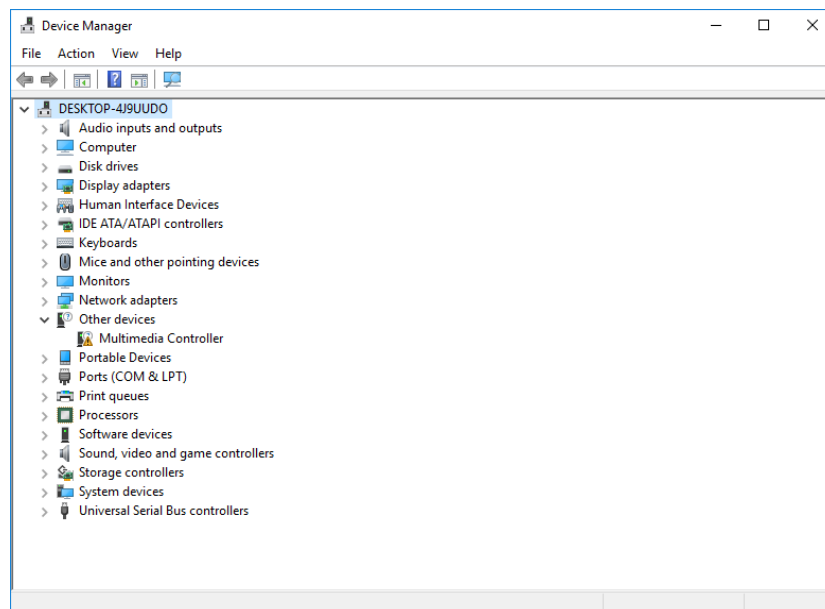 Device Manager
File Action View Help
DESKTOP-4J9UUDO
Audio inputs and outputs
Computer
Disk drives
Display adapters
Human Interface Devices
IDE ATA/ATAPI controllers
Keyboards
Mice and other pointing devices
Monitors
Network adapters
Other devices
Multimedia Controller
Portable Devices
Ports (COM & LPT)
Print queues
Processors
Software devices
Sound, video and game controllers
Storage controllers
System devices
Universal Serial Bus controllers